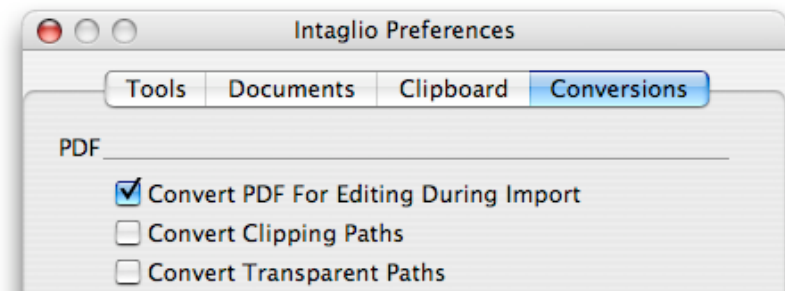 Intaglio Preferences
Tools Documents Clipboard Conversions
PDF
Convert PDF For Editing During Import
Convert Clipping Paths
Convert Transparent Paths